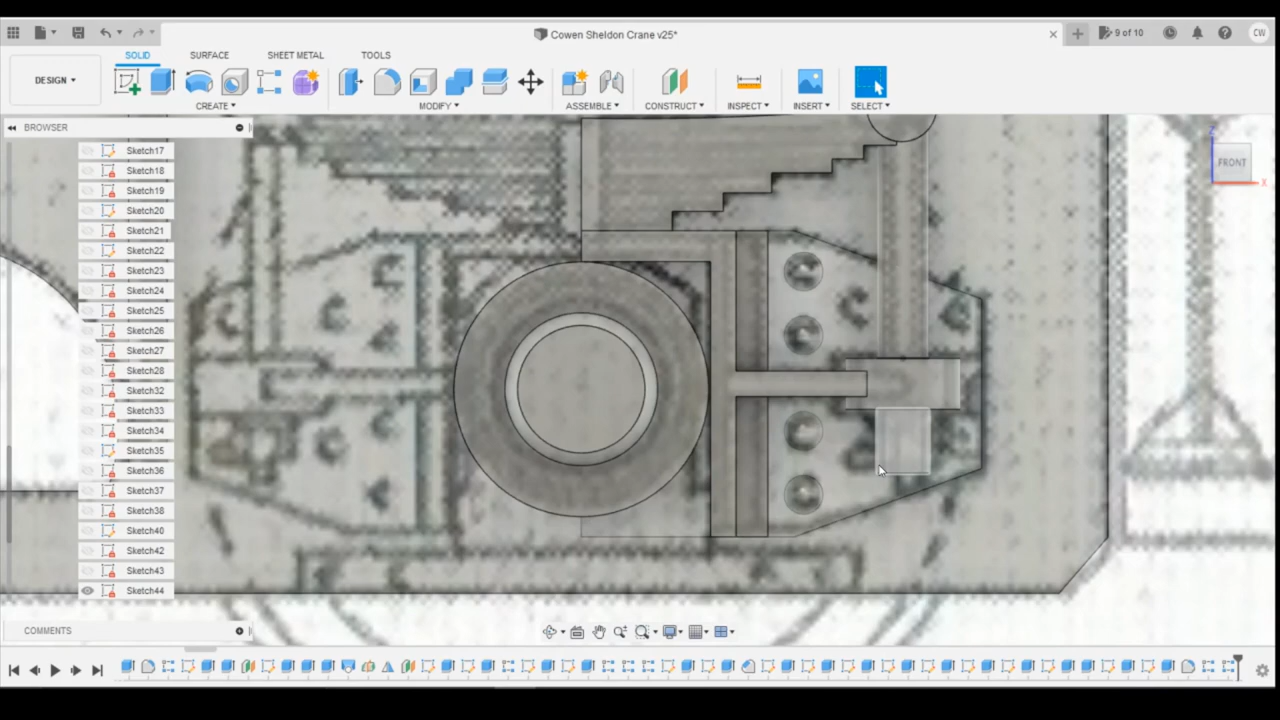 Cowen Sheldon Crane v25*
9 of 10
CW
SOLID
SURFACE
SHEET METAL
TOOLS
DESIGN
CREATE
MODIFY
ASSEMBLE
CONSTRUCT
INSPECT
INSERT
SELECT
BROWSER
Sketch17
Sketch18
Sketch19
Sketch20
Sketch21
Sketch22
Sketch23
Sketch24
Sketch25
Sketch26
Sketch27
Sketch28
Sketch32
Sketch33
Sketch34
Sketch35
Sketch36
Sketch37
Sketch38
Sketch40
Sketch42
Sketch43
Sketch44
Z
FRONT
X
COMMENTS